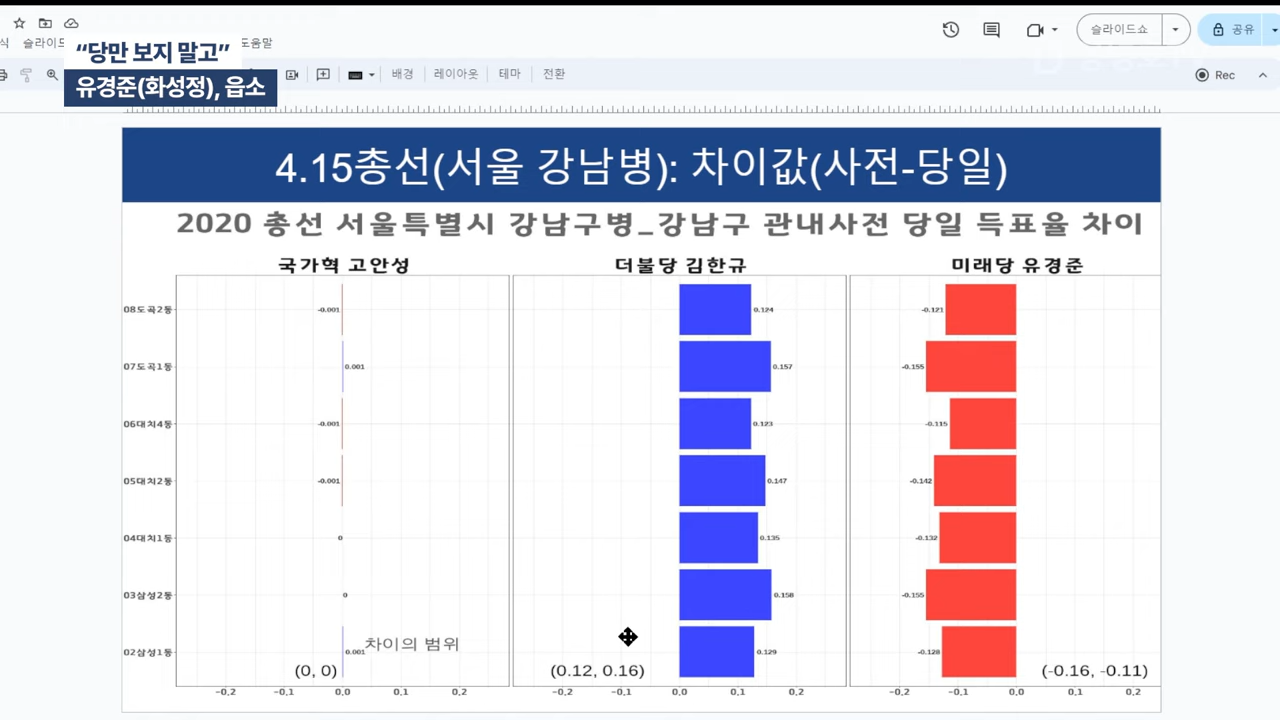 식 슬라이드 도움말
“당만 보지 말고”
유경준(화성정), 읍소
슬라이드쇼
공유
배경 레이아웃 테마 전환
Rec
4.15총선(서울 강남병): 차이값(사전-당일)
2020 총선 서울특별시 강남구병_강남구 관내사전 당일 득표율 차이
국가혁 고안성 더불당 김한규 미래당 유경준
08도곡2동 -0.001 0.124 -0.121
07도곡1동 0.001 0.157 -0.155
06대치4동 -0.001 0.123 -0.115
05대치2동 -0.001 0.147 -0.142
04대치1동 0 0.135 -0.132
03삼성2동 0 0.158 -0.155
02삼성1동 0.001 0.129 -0.128
차이의 범위
(0, 0) (0.12, 0.16) (-0.16, -0.11)
-0.2 -0.1 0.0 0.1 0.2 -0.2 -0.1 0.0 0.1 0.2 -0.2 -0.1 0.0 0.1 0.2